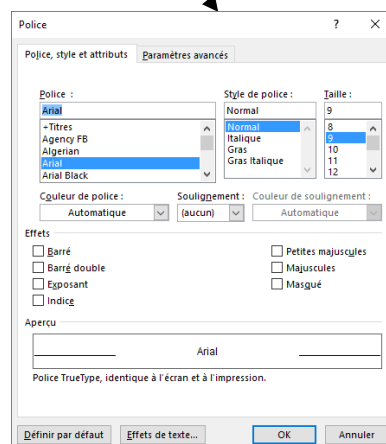 Police ? ×
Police, style et attributs Paramètres avancés
Police : Style de police : Taille :
Arial Normal 9
+Titres Normal 8
Agency FB Italique 9
Algerian Gras 10
Arial Gras Italique 11
Arial Black 12
Couleur de police : Soulignement : Couleur de soulignement :
Automatique (aucun) Automatique
Effets
Barré Petites majuscules
Barré double Majuscules
Exposant Masqué
Indice
Aperçu
Arial
Police TrueType, identique à l'écran et à l'impression.
Définir par défaut Effets de texte... OK Annuler